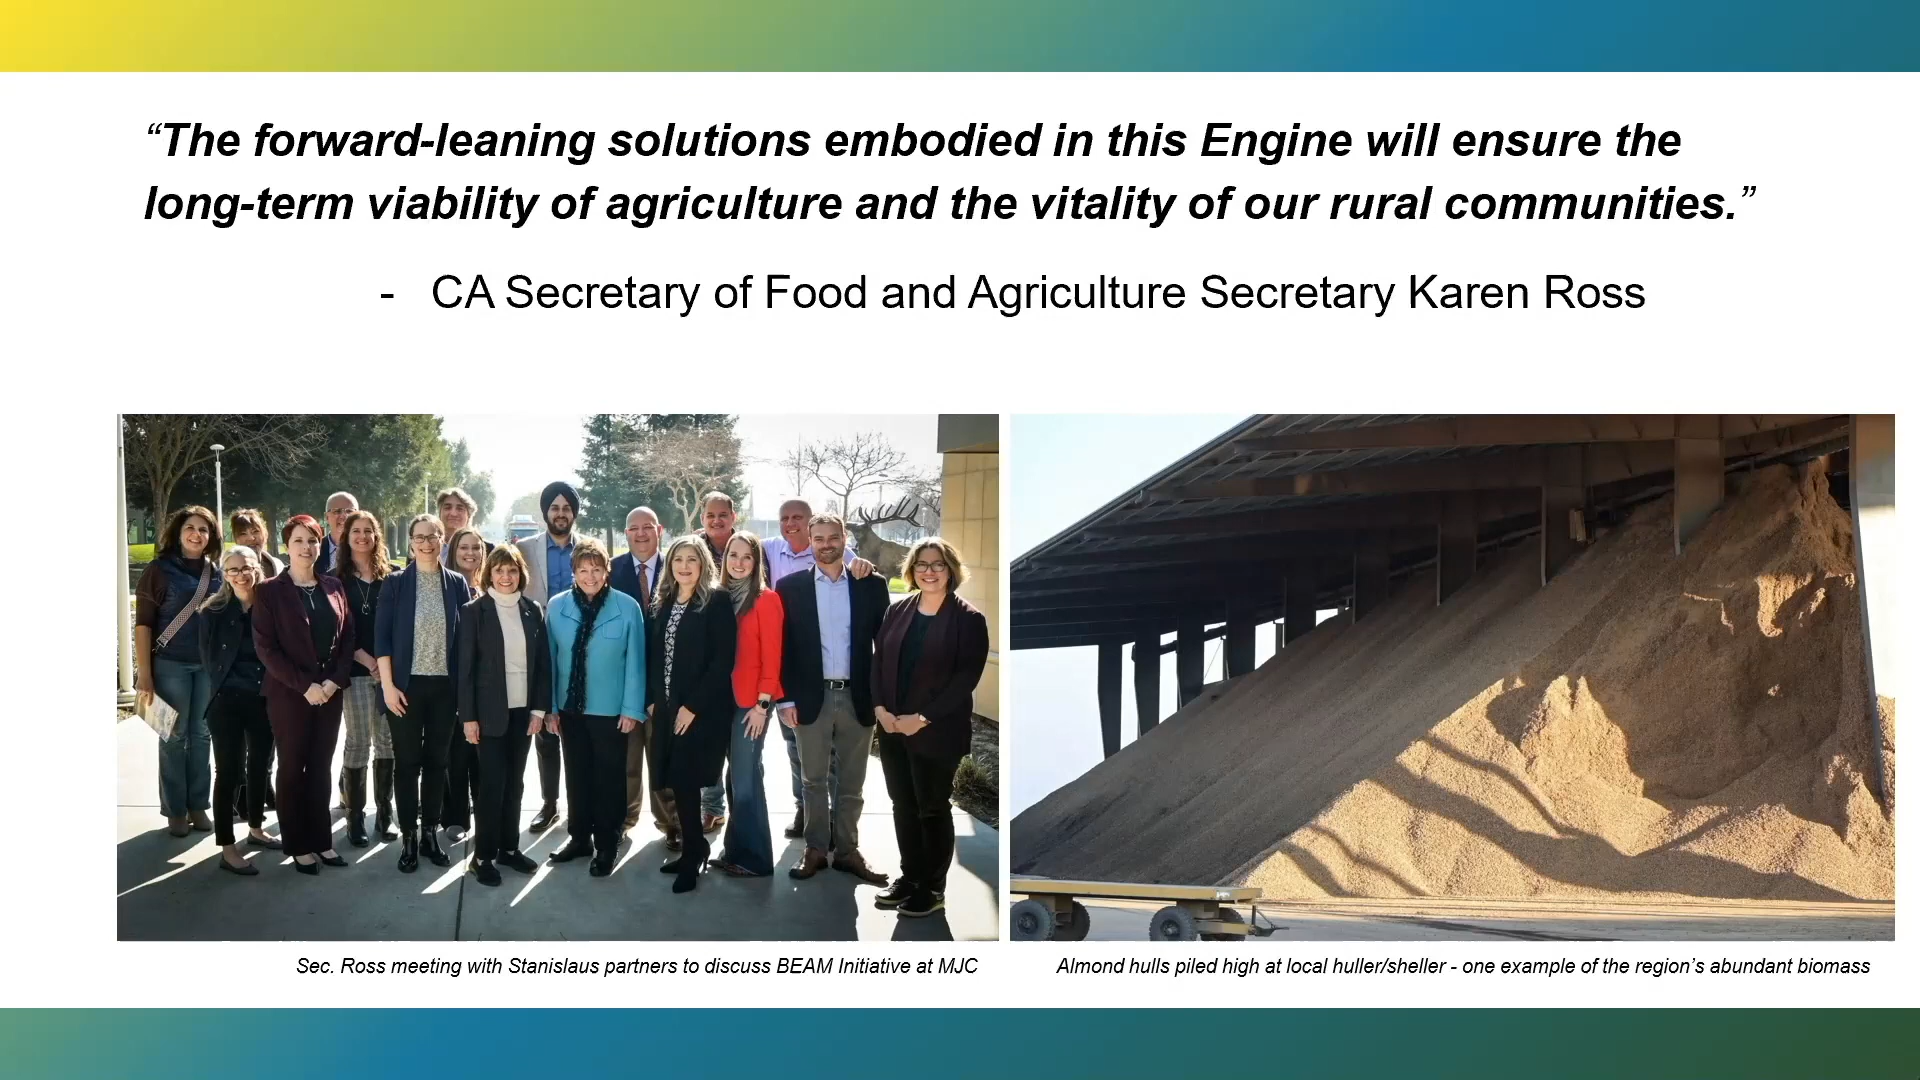 “The forward-leaning solutions embodied in this Engine will ensure the
long-term viability of agriculture and the vitality of our rural communities.”
- CA Secretary of Food and Agriculture Secretary Karen Ross
Sec. Ross meeting with Stanislaus partners to discuss BEAM Initiative at MJC
Almond hulls piled high at local huller/sheller - one example of the region’s abundant biomass